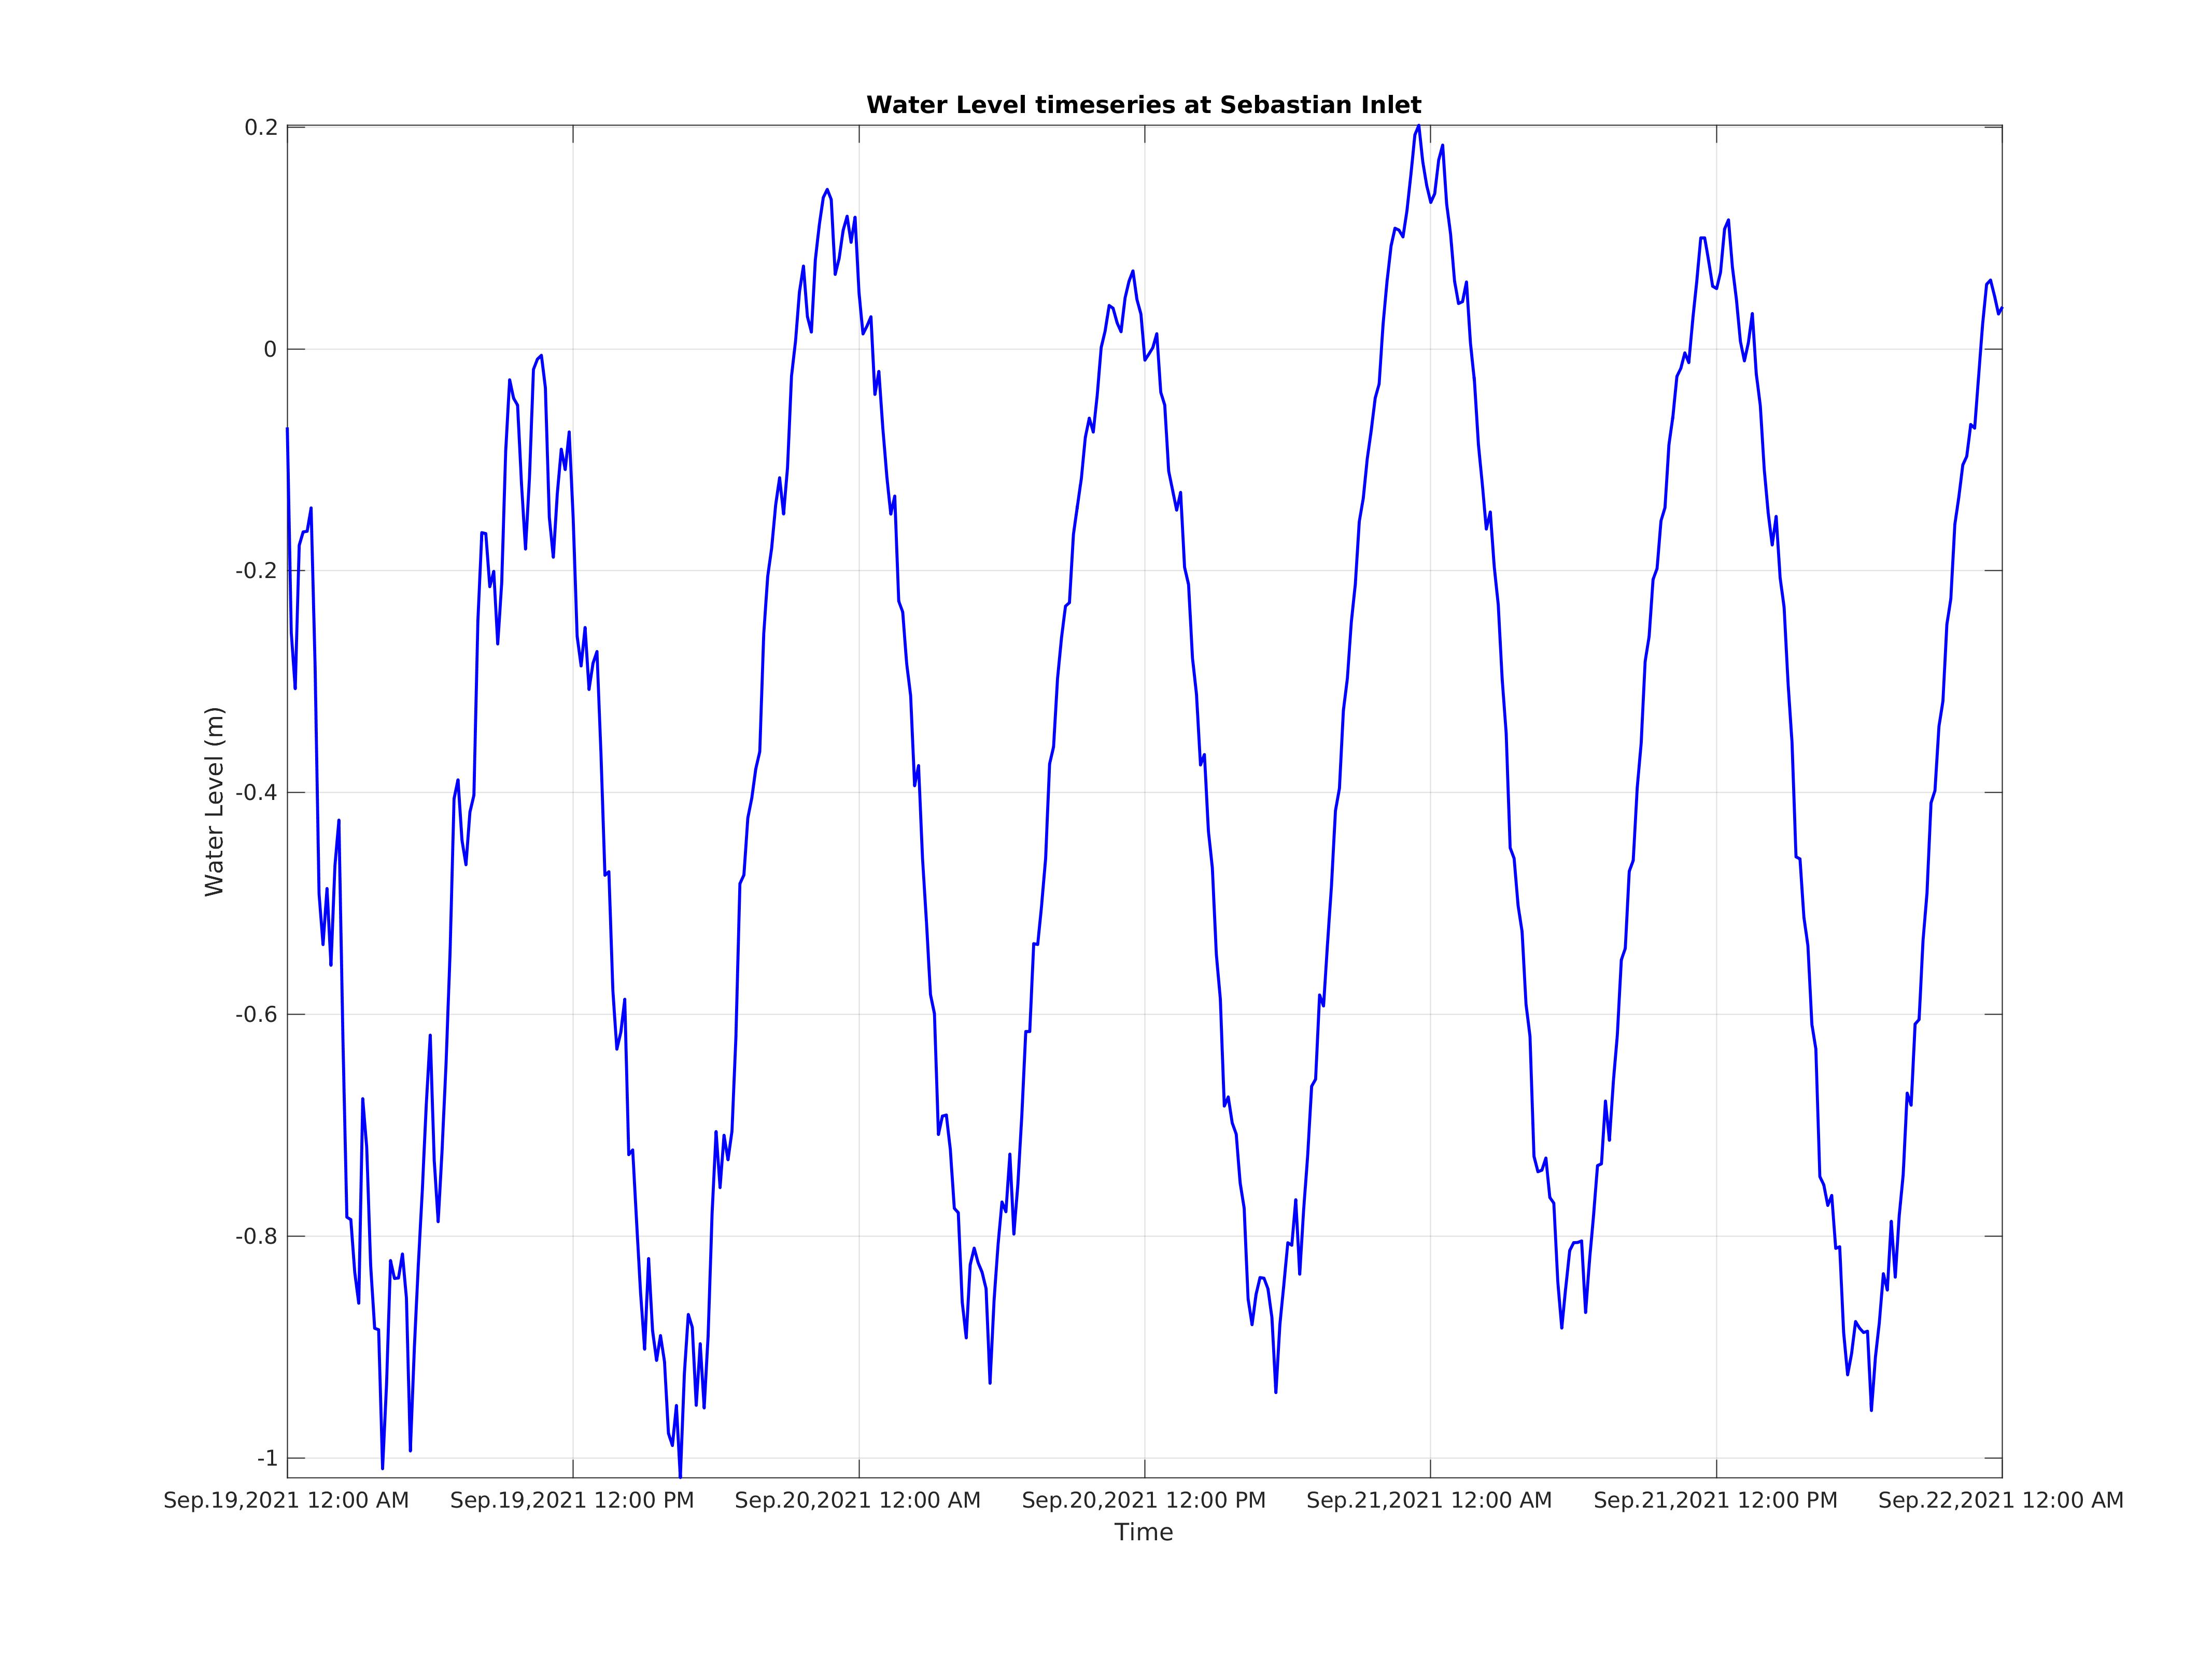 Water Level timeseries at Sebastian Inlet
0.2
0
-0.2
-0.4
-0.6
-0.8
-1
Water Level (m)
Sep.19,2021 12:00 AM
Sep.19,2021 12:00 PM
Sep.20,2021 12:00 AM
Sep.20,2021 12:00 PM
Sep.21,2021 12:00 AM
Sep.21,2021 12:00 PM
Sep.22,2021 12:00 AM
Time